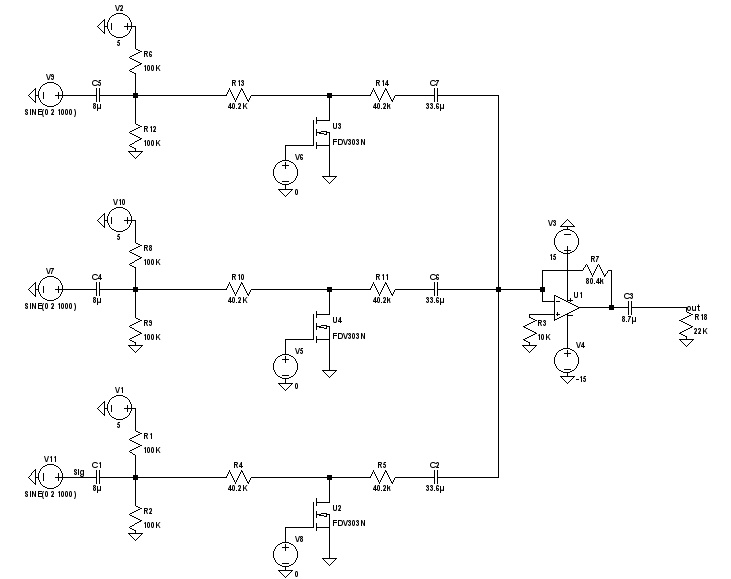 V2
5
R6
100K
V9
SINE(0 2 1000)
C5
8µ
R12
100K
R13
40.2K
R14
40.2k
C7
33.6µ
U3
FDV303N
V6
0
V10
5
R8
100K
V7
SINE(0 2 1000)
C4
8µ
R9
100K
R10
40.2K
R11
40.2k
C6
33.6µ
U4
FDV303N
V5
0
V3
15
R7
80.4k
U1
R3
10K
C3
8.7µ
out
R18
22K
V4
-15
V1
5
R1
100K
V11
SINE(0 2 1000)
Sig
C1
8µ
R2
100K
R4
40.2K
R5
40.2k
C2
33.6µ
U2
FDV303N
V8
0